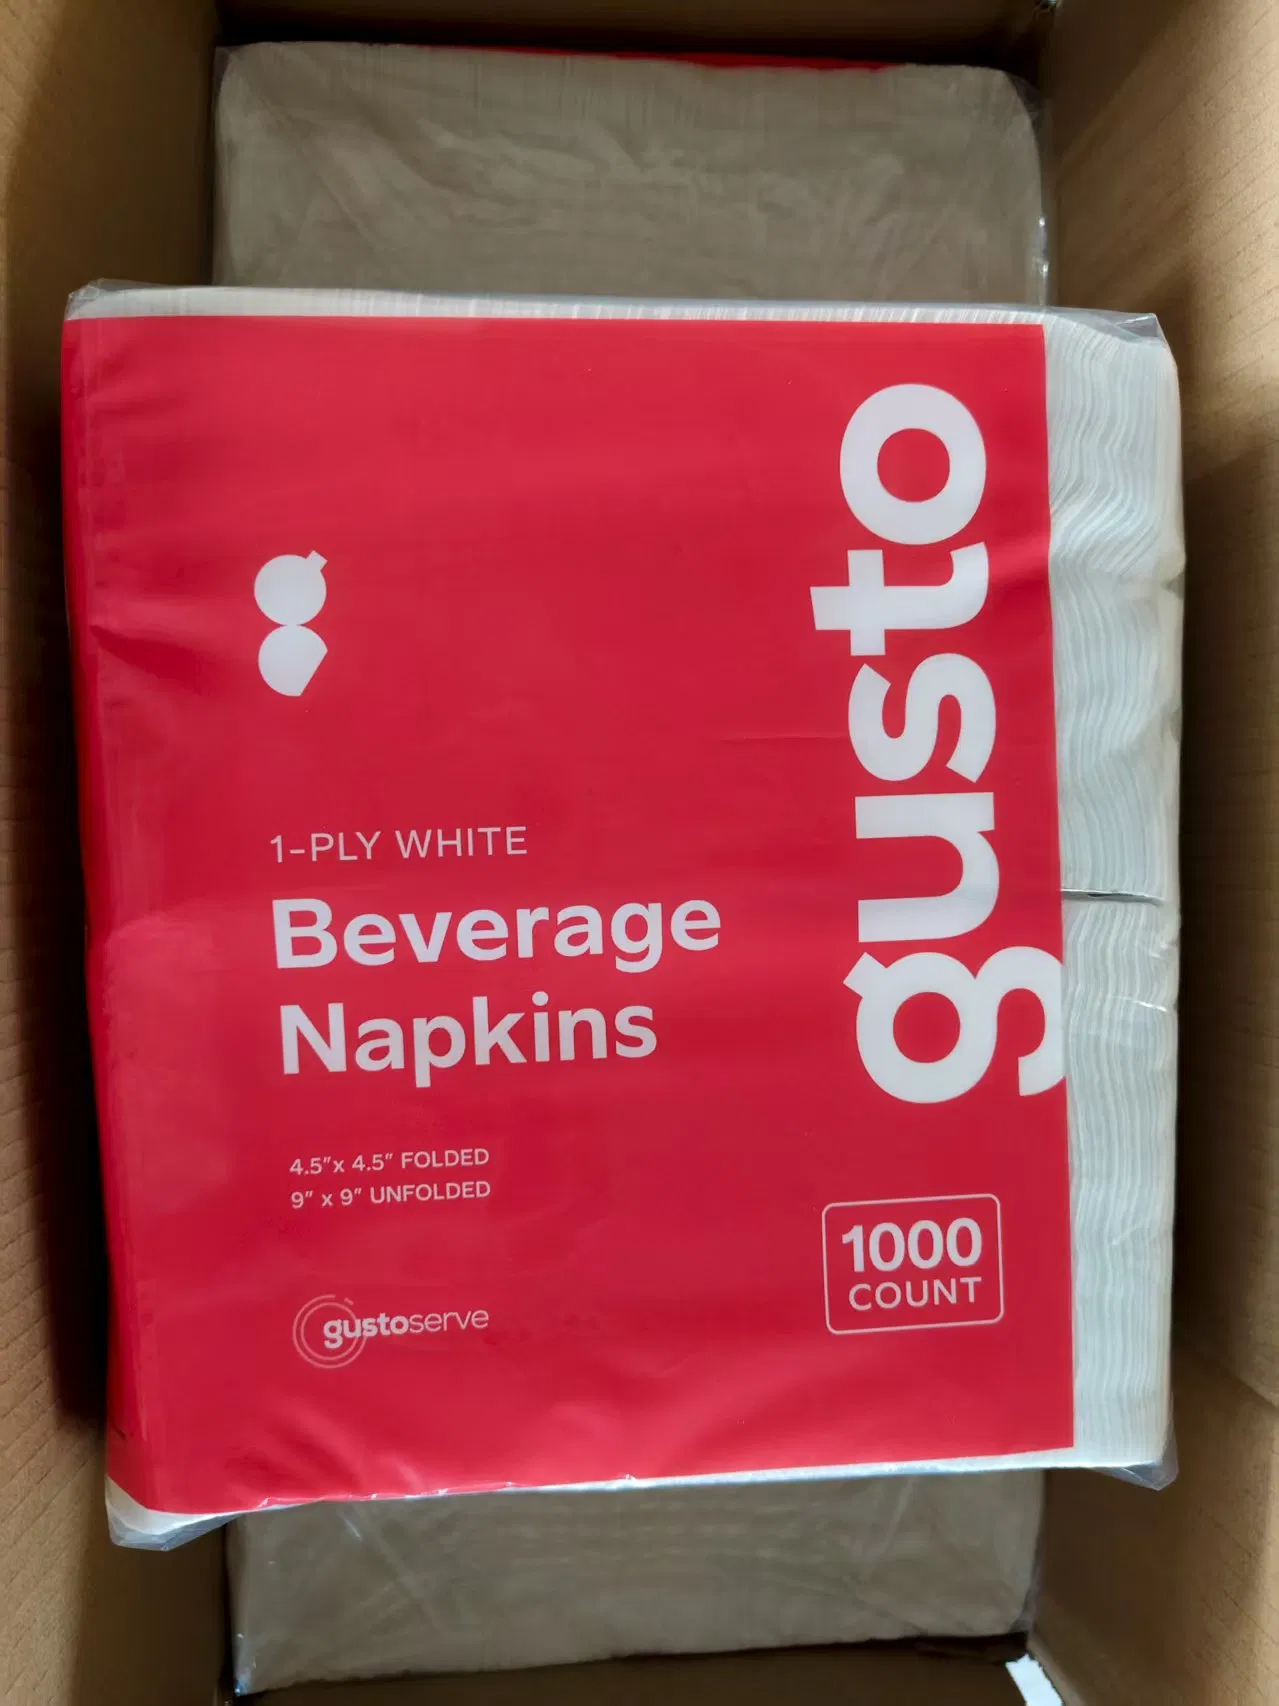 gusto
1-PLY WHITE
Beverage
Napkins
4.5"x 4.5" FOLDED
9" x 9" UNFOLDED
gustoserve
1000
COUNT